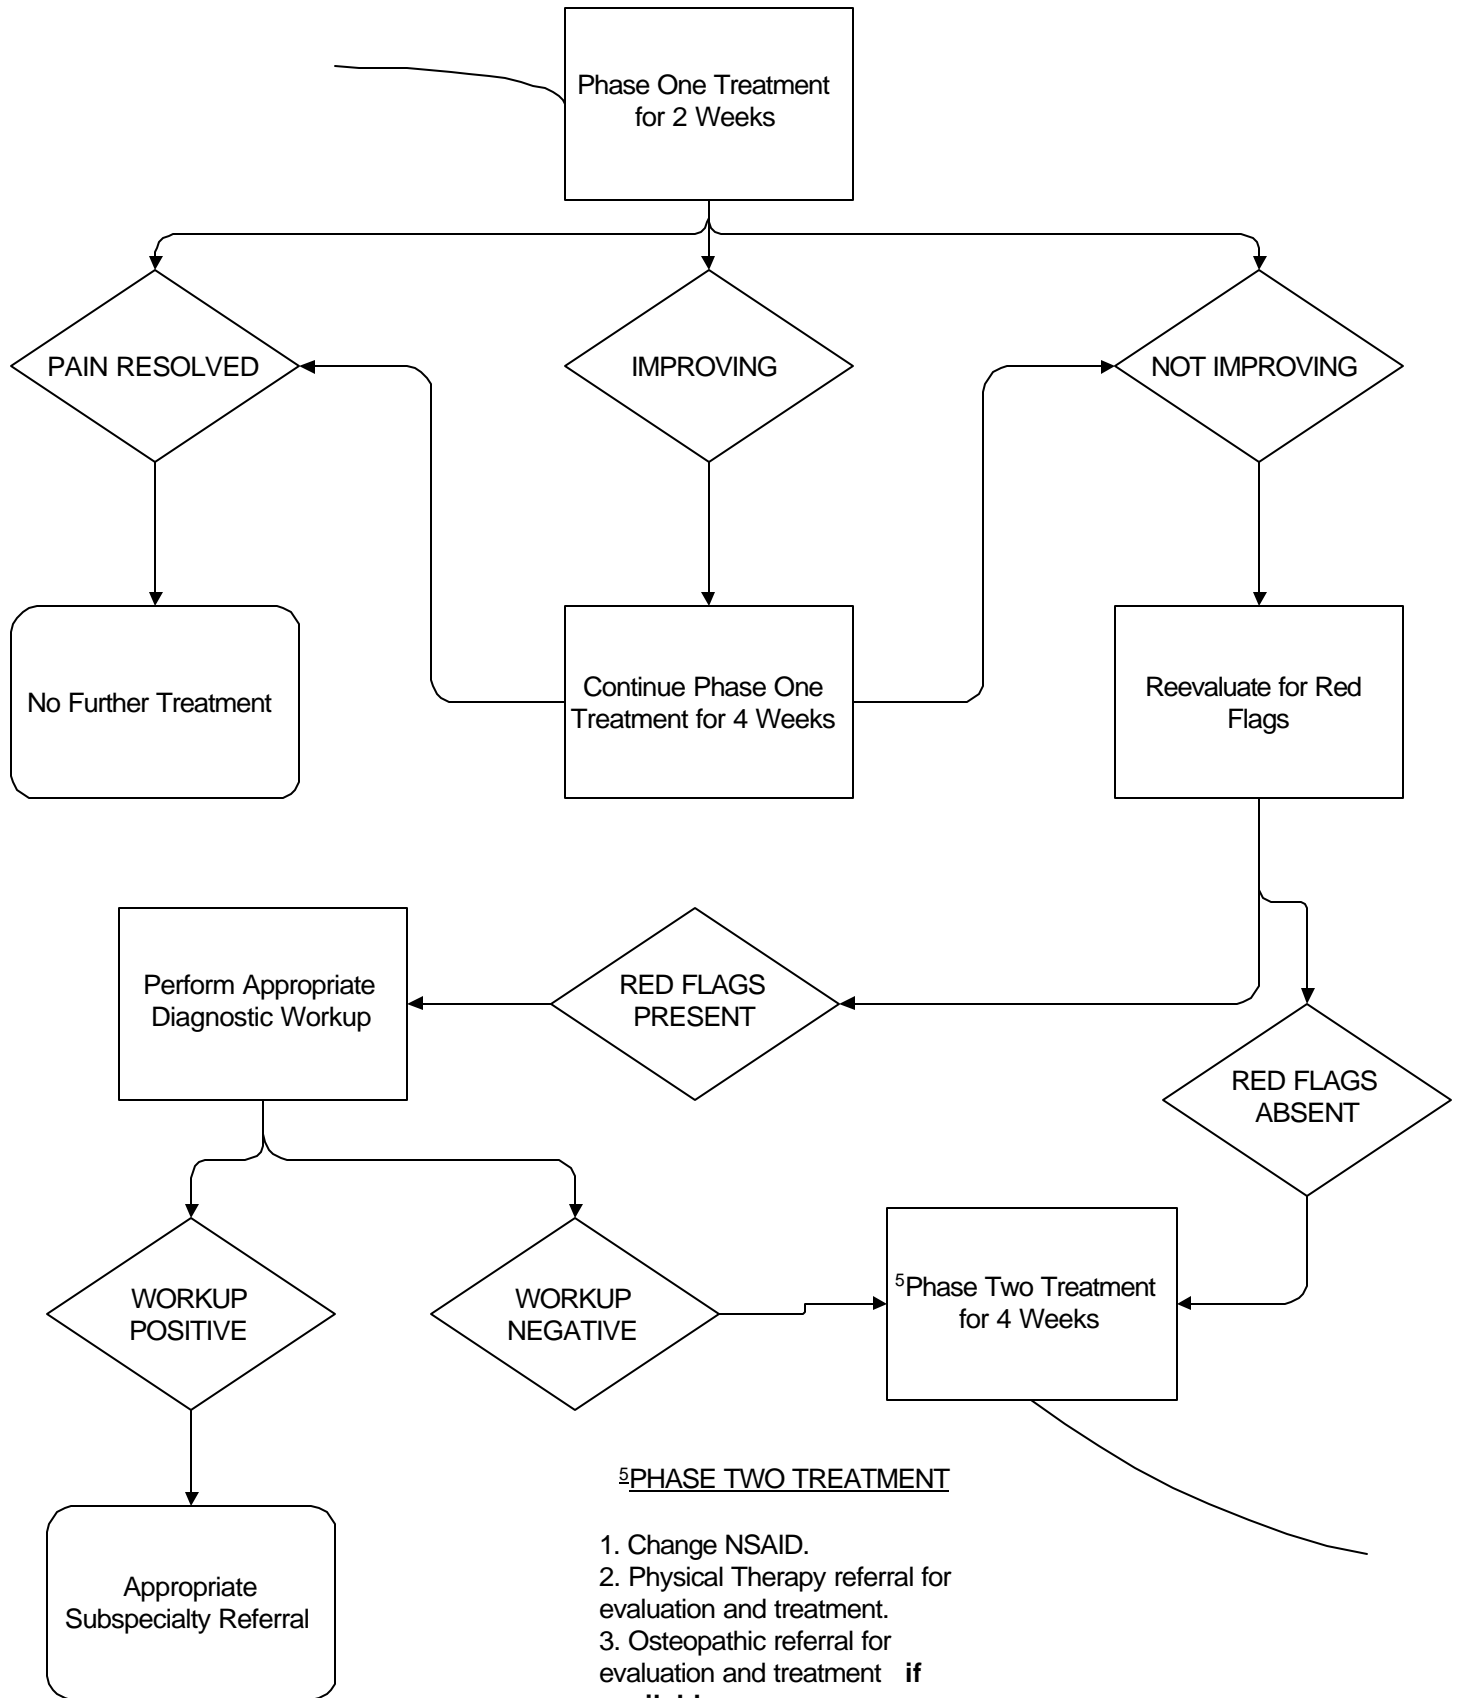 Phase One Treatment
for 2 Weeks
PAIN RESOLVED
IMPROVING
NOT IMPROVING
No Further Treatment
Continue Phase One
Treatment for 4 Weeks
Reevaluate for Red
Flags
Perform Appropriate
Diagnostic Workup
RED FLAGS
PRESENT
RED FLAGS
ABSENT
WORKUP
POSITIVE
WORKUP
NEGATIVE
5Phase Two Treatment
for 4 Weeks
Appropriate
Subspecialty Referral
5PHASE TWO TREATMENT
1. Change NSAID.
2. Physical Therapy referral for
evaluation and treatment.
3. Osteopathic referral for
evaluation and treatment if